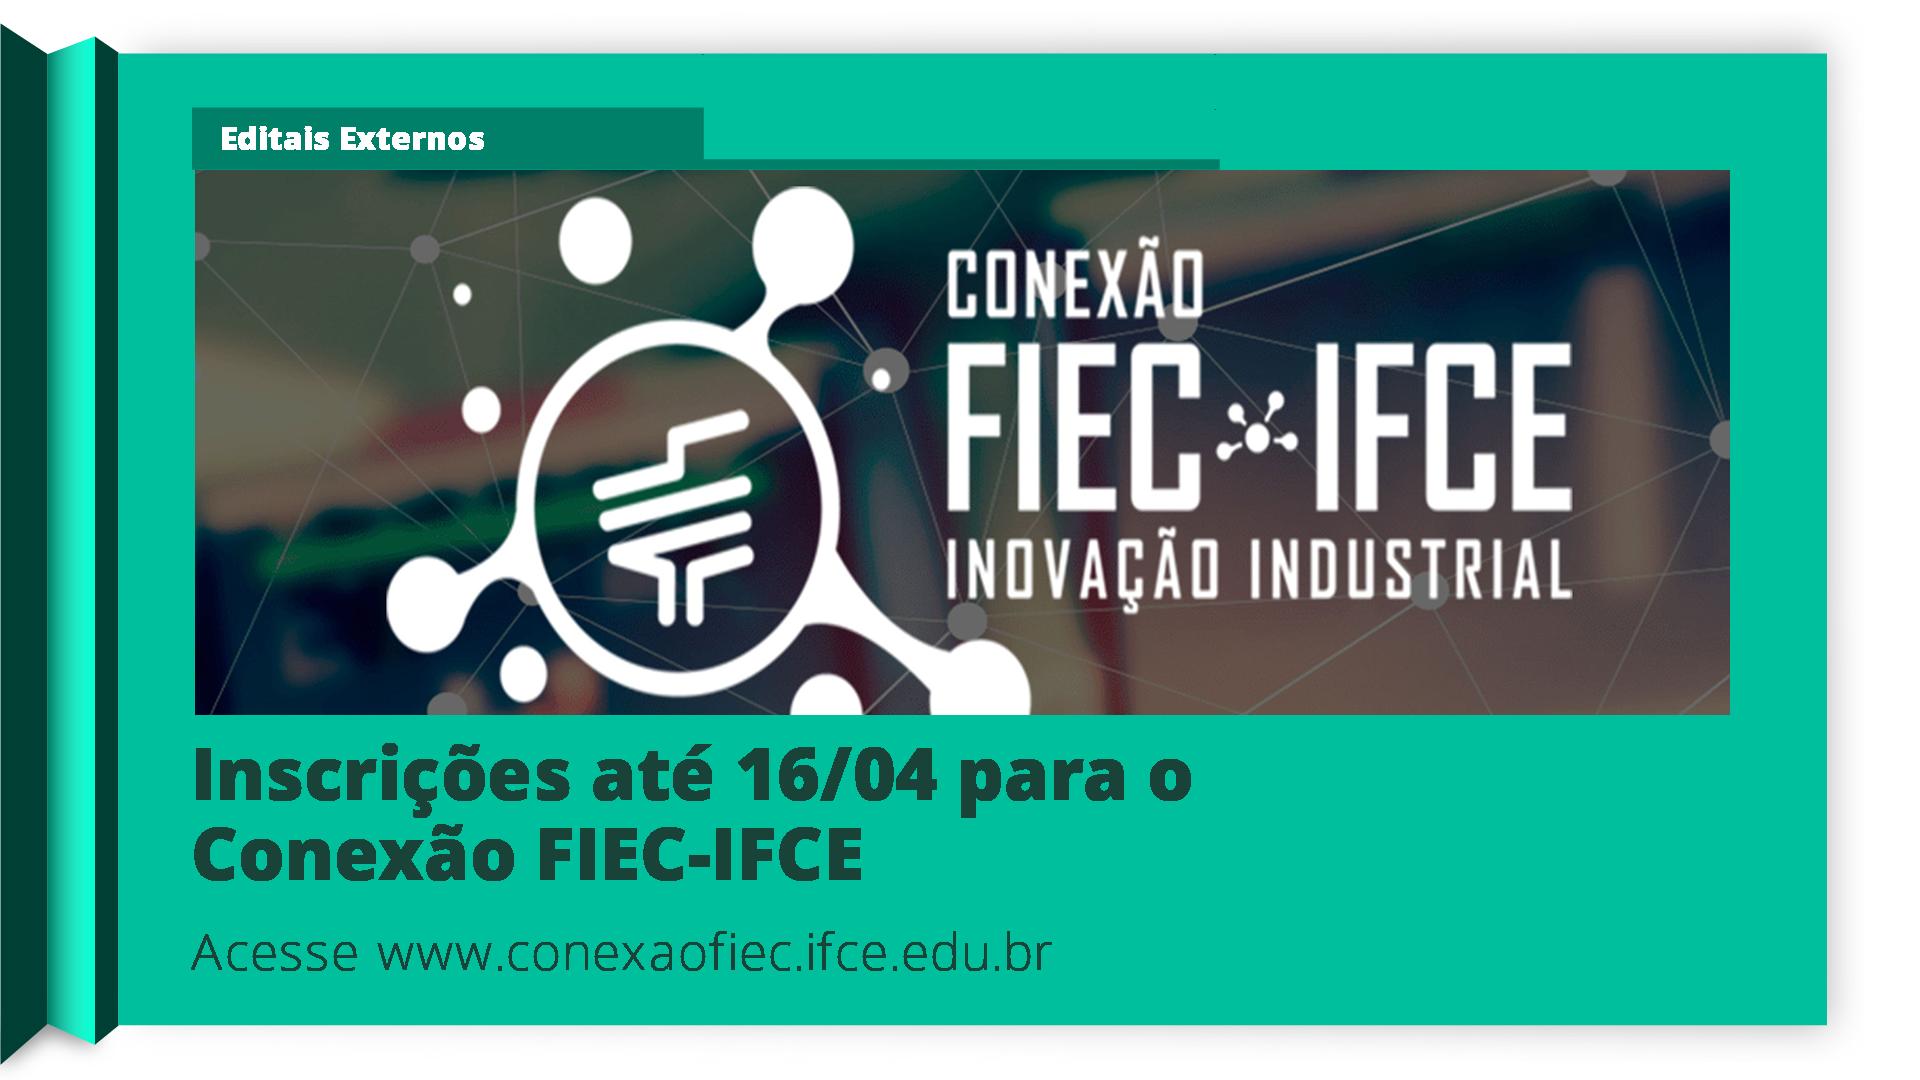 Editais Externos
CONEXÃO
FIEC IFCE
INOVAÇÃO INDUSTRIAL
Inscrições até 16/04 para o
Conexão FIEC-IFCE
Acesse www.conexaofiec.ifce.edu.br